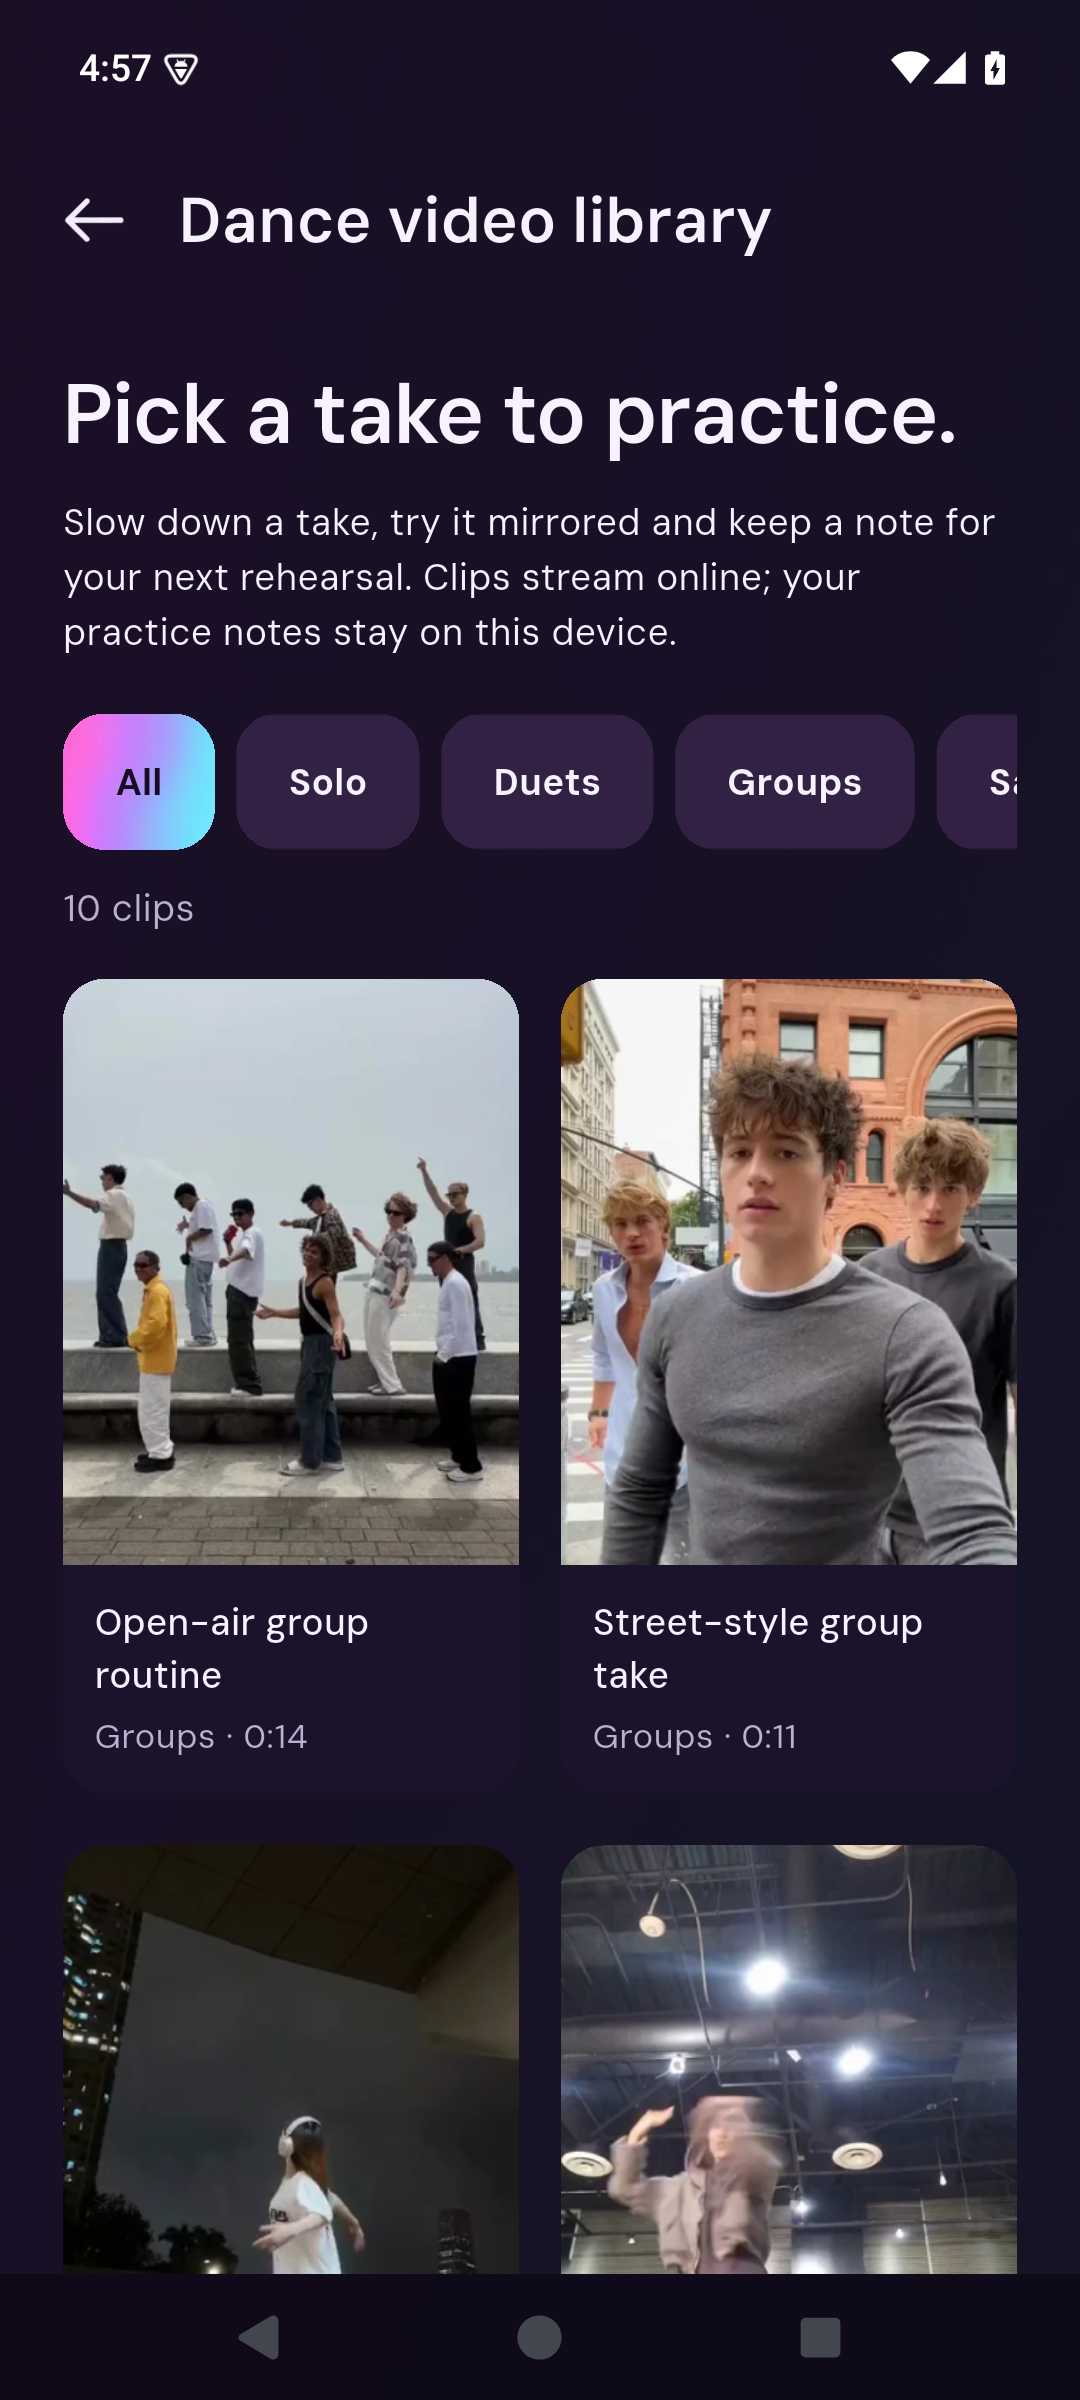 4:57
Dance video library
Pick a take to practice.
Slow down a take, try it mirrored and keep a note for
your next rehearsal. Clips stream online; your
practice notes stay on this device.
All
Solo
Duets
Groups
10 clips
Open-air group
routine
Groups · 0:14
Street-style group
take
Groups · 0:11